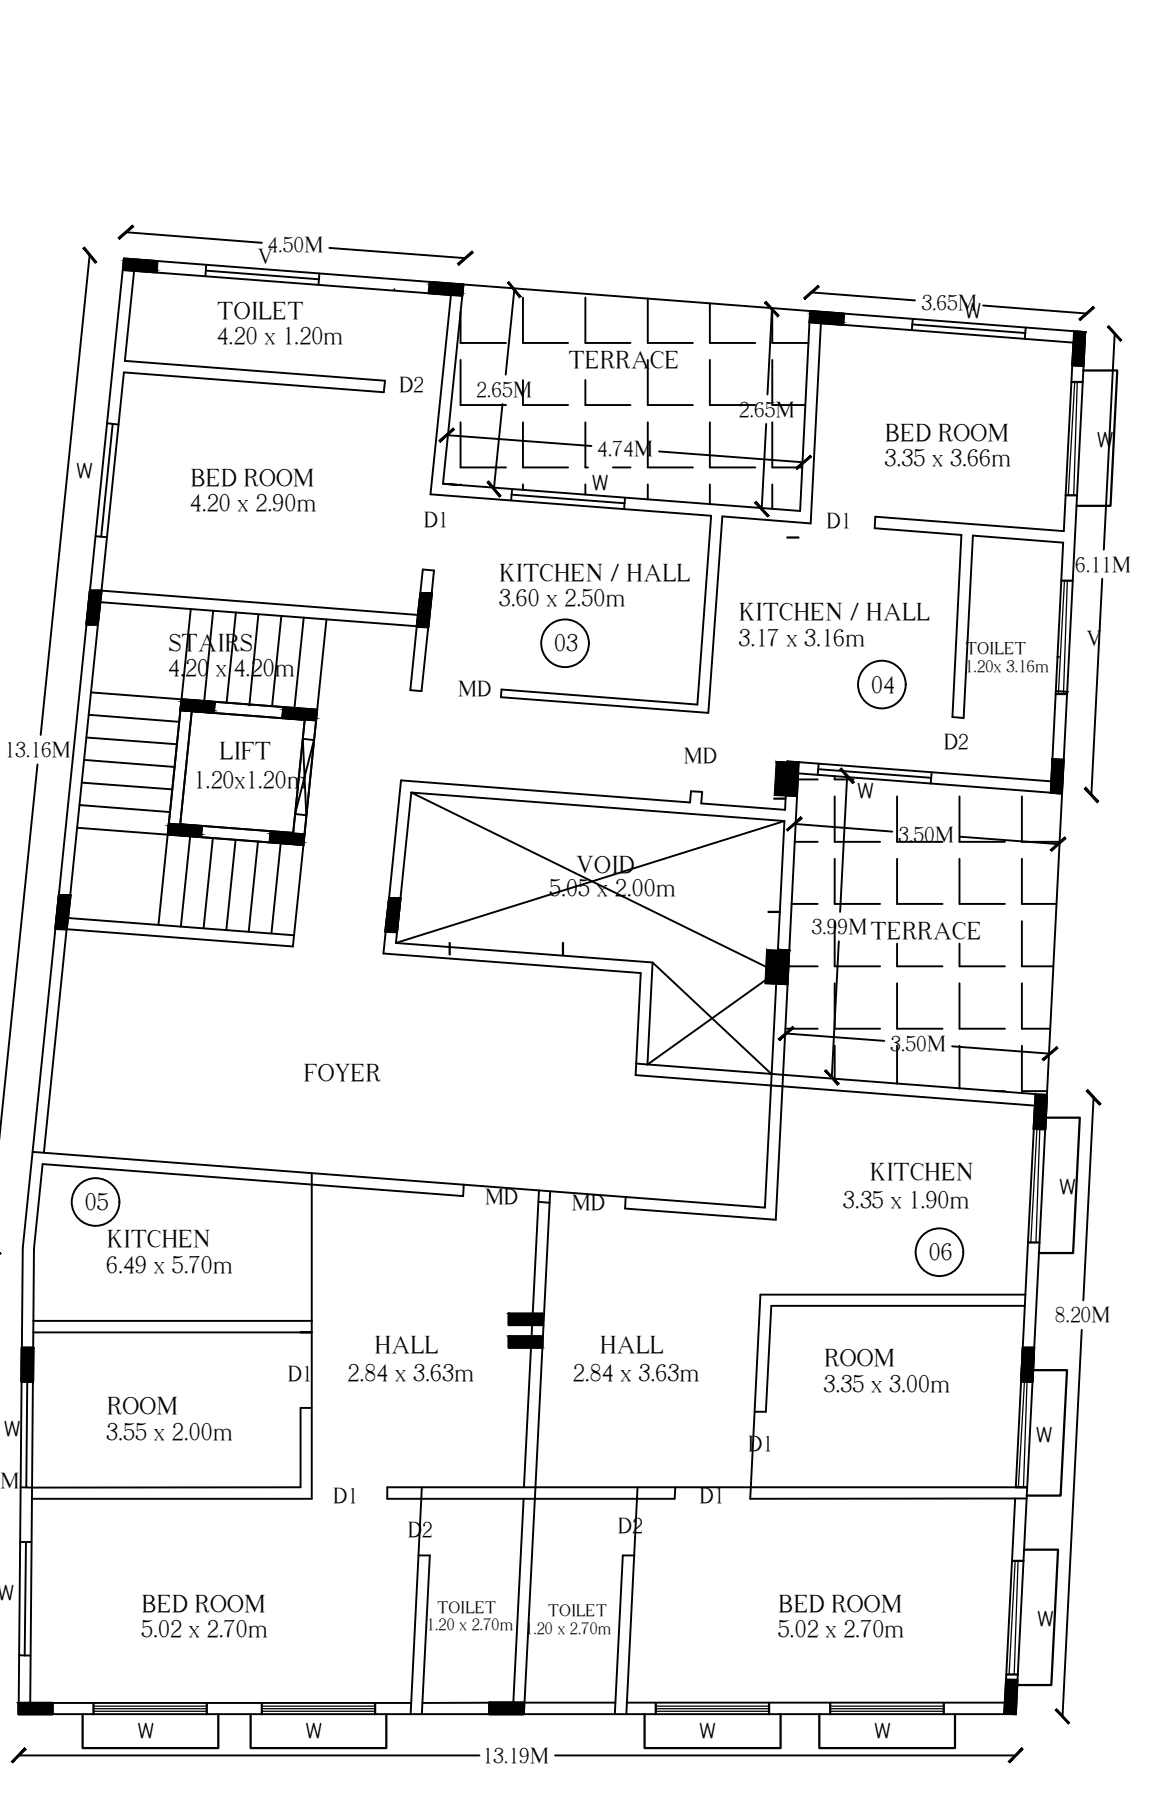 4.50M
V
3.65M
W
TOILET
4.20 x 1.20m
TERRACE
D2
2.65M
2.65M
BED ROOM
3.35 x 3.66m
W
4.74M
W
W
BED ROOM
4.20 x 2.90m
D1
D1
6.11M
KITCHEN / HALL
3.60 x 2.50m
KITCHEN / HALL
3.17 x 3.16m
STAIRS
4.20 x 4.20m
03
TOILET
1.20x 3.16m
V
04
MD
13.16M
LIFT
1.20x1.20m
MD
D2
W
3.50M
VOID
5.05 x 2.00m
3.99M
TERRACE
3.50M
FOYER
KITCHEN
3.35 x 1.90m
W
05
MD
MD
KITCHEN
6.49 x 5.70m
06
8.20M
HALL
2.84 x 3.63m
HALL
2.84 x 3.63m
ROOM
3.35 x 3.00m
D1
ROOM
3.55 x 2.00m
W
W
D1
M
D1
D1
D2
D2
W
BED ROOM
5.02 x 2.70m
TOILET
1.20 x 2.70m
TOILET
1.20 x 2.70m
BED ROOM
5.02 x 2.70m
W
W
W
W
W
13.19M